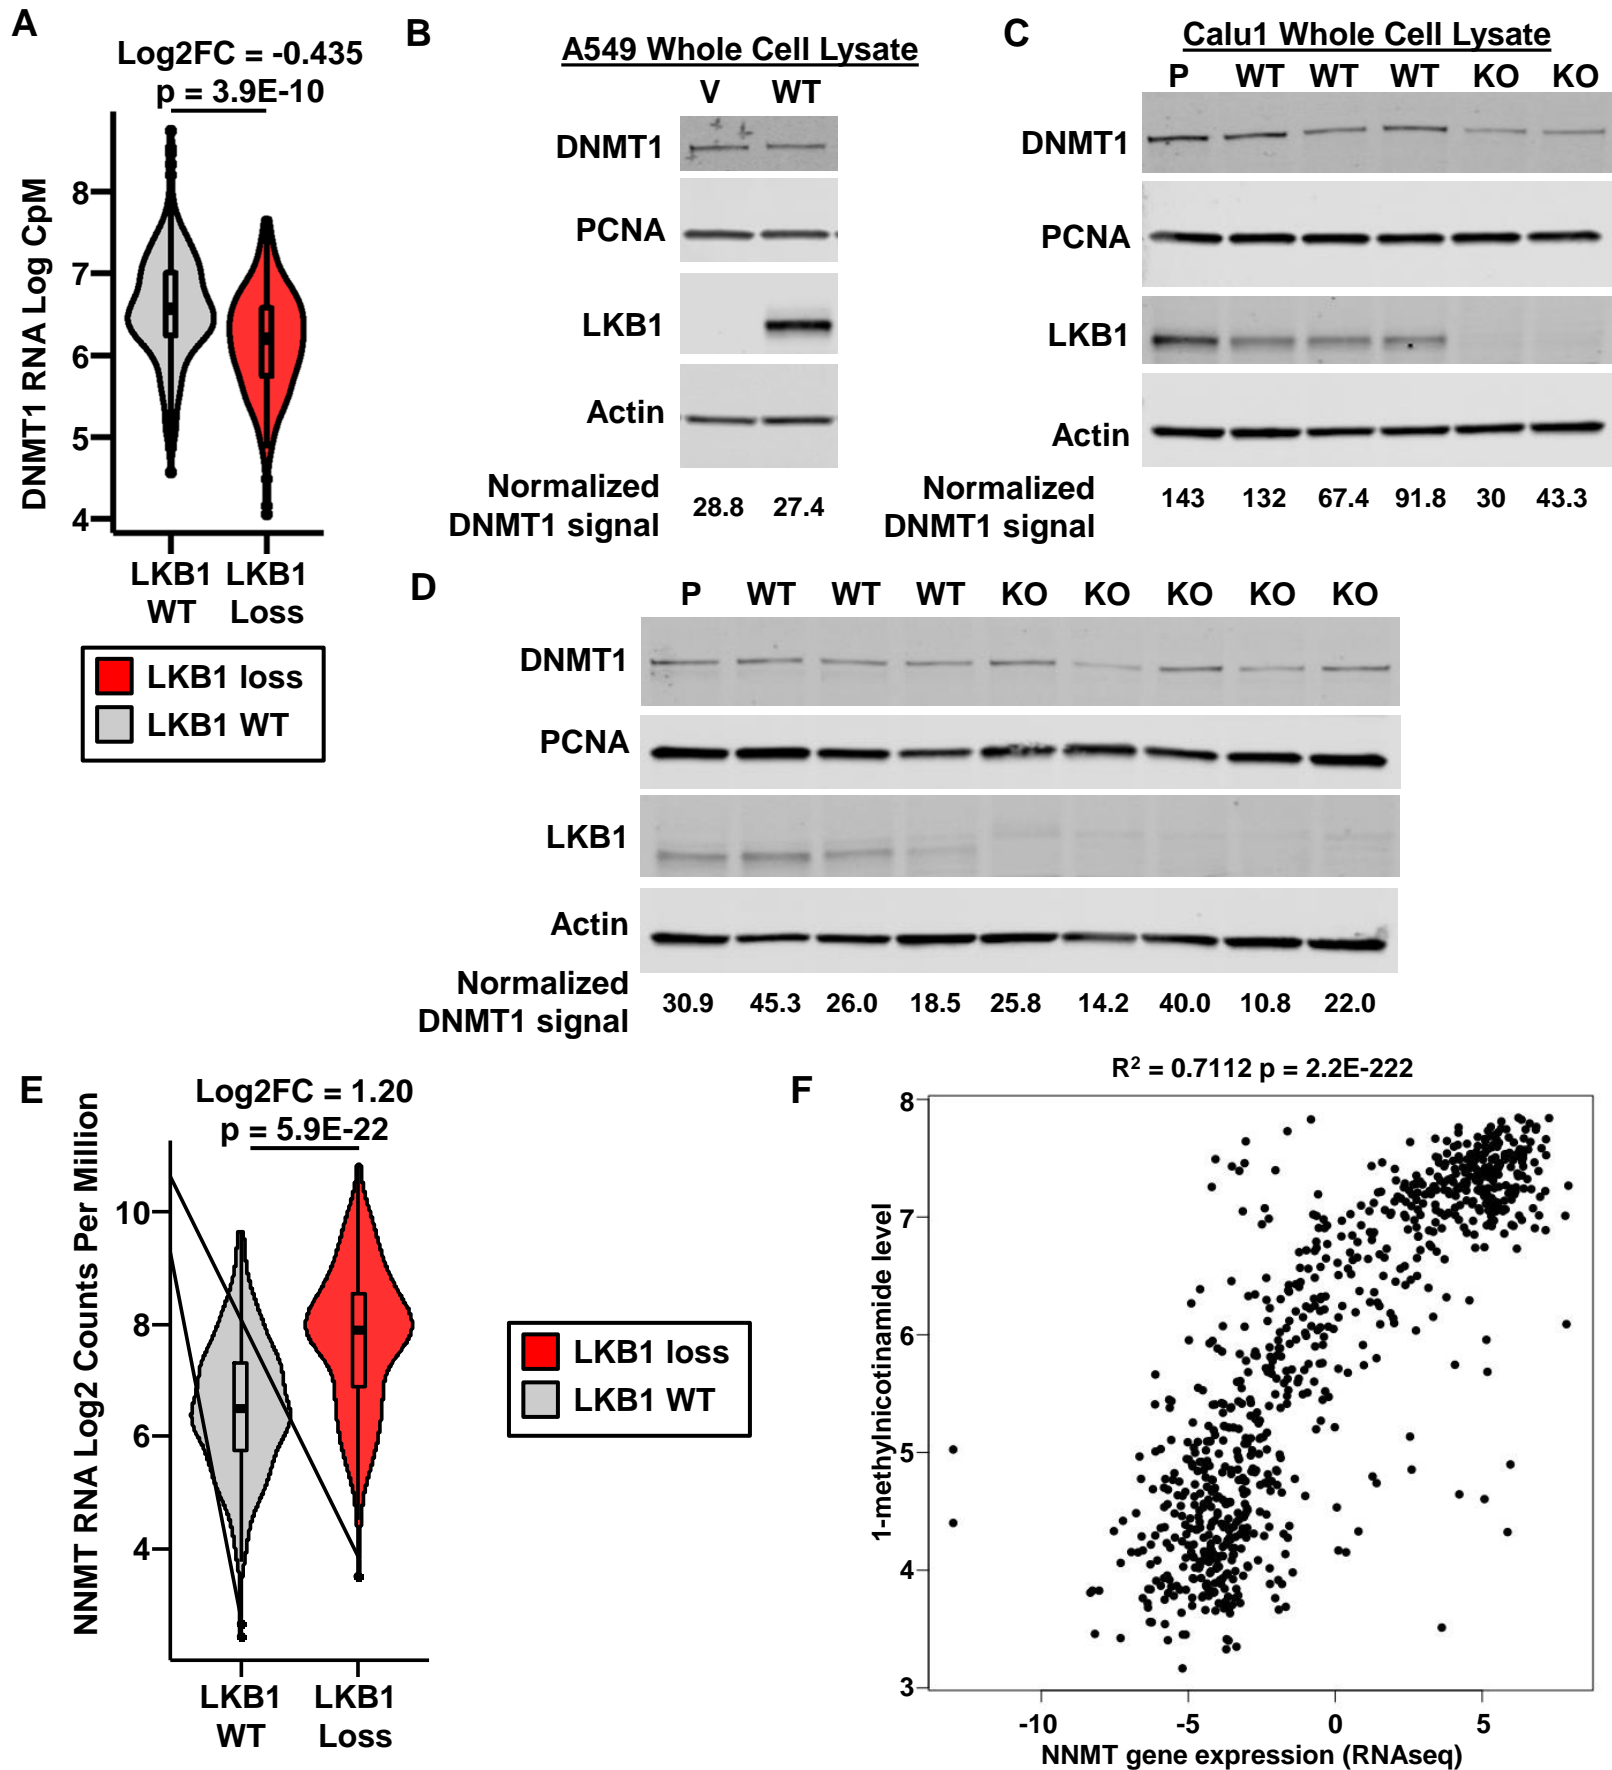 A
Log2FC = -0.435
p = 3.9E-10
DNMT1 RNA Log CpM
8
7
6
5
4
LKB1 WT
LKB1 Loss
LKB1 loss
LKB1 WT
B
A549 Whole Cell Lysate
V WT
DNMT1
PCNA
LKB1
Actin
Normalized DNMT1 signal
28.8 27.4
C
Calu1 Whole Cell Lysate
P WT WT WT KO KO
DNMT1
PCNA
LKB1
Actin
Normalized DNMT1 signal
143 132 67.4 91.8 30 43.3
D
P WT WT WT KO KO KO KO KO
DNMT1
PCNA
LKB1
Actin
Normalized DNMT1 signal
30.9 45.3 26.0 18.5 25.8 14.2 40.0 10.8 22.0
E
Log2FC = 1.20
p = 5.9E-22
NNMT RNA Log2 Counts Per Million
10
8
6
4
LKB1 WT
LKB1 Loss
LKB1 loss
LKB1 WT
F
R² = 0.7112 p = 2.2E-222
1-methylnicotinamide level
8
7
6
5
4
3
-10 -5 0 5
NNMT gene expression (RNAseq)